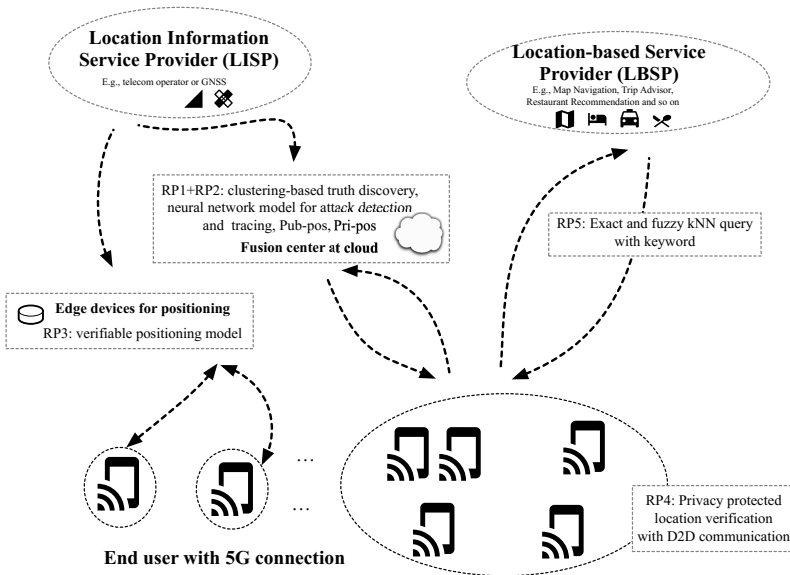 Location Information
Service Provider (LISP)
E.g., telecom operator or GNSS
Location-based Service
Provider (LBSP)
E.g., Map Navigation, Trip Advisor,
Restaurant Recommendation and so on
RP1+RP2: clustering-based truth discovery,
neural network model for attack detection
and tracing, Pub-pos, Pri-pos
Fusion center at cloud
RP5: Exact and fuzzy kNN query
with keyword
Edge devices for positioning
RP3: verifiable positioning model
...
...
RP4: Privacy protected
location verification
with D2D communication
End user with 5G connection